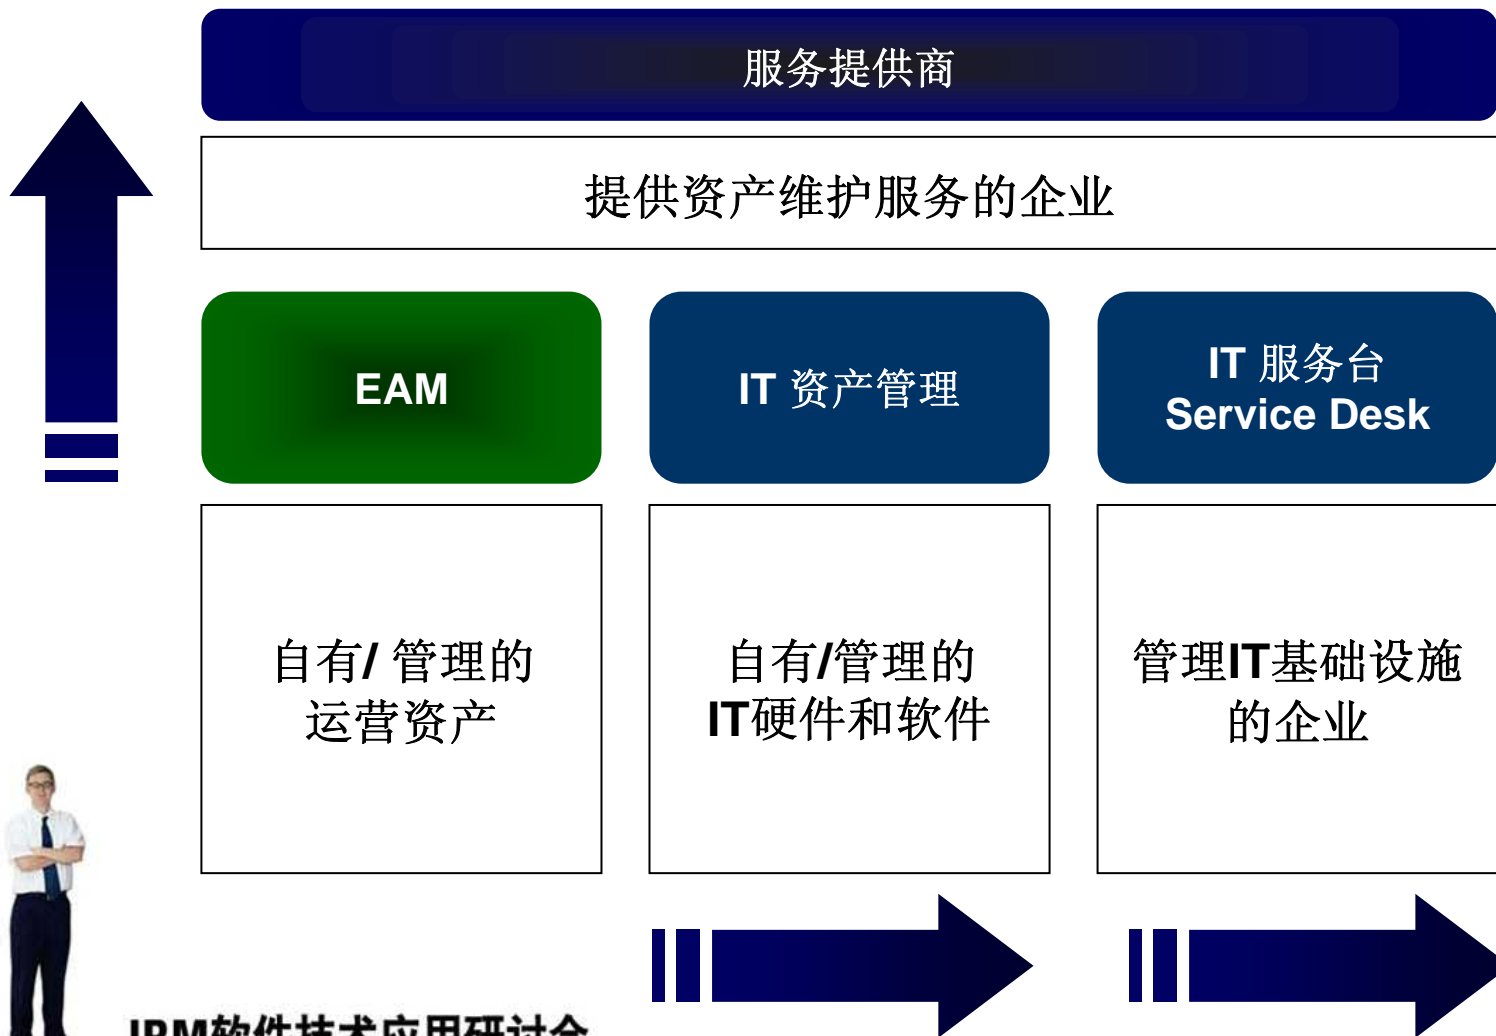 服务提供商
提供资产维护服务的企业
EAM
IT 资产管理
IT 服务台
Service Desk
自有/ 管理的
运营资产
自有/管理的
IT硬件和软件
管理IT基础设施
的企业
IBM软件技术应用研讨会